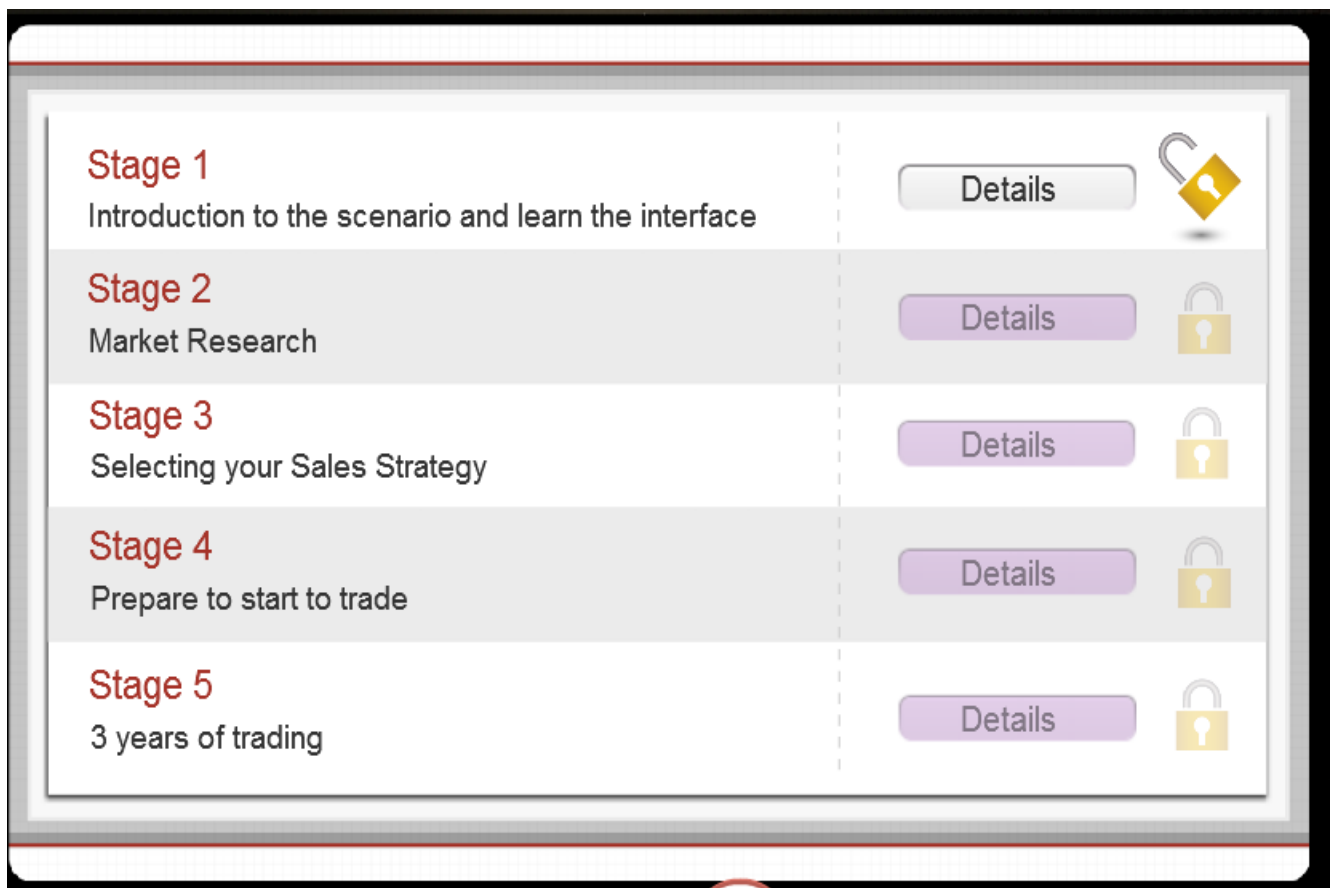 Stage 1
Details
Introduction to the scenario and learn the interface
Stage 2
Details
Market Research
Stage 3
Details
Selecting your Sales Strategy
Stage 4
Details
Prepare to start to trade
Stage 5
Details
3 years of trading